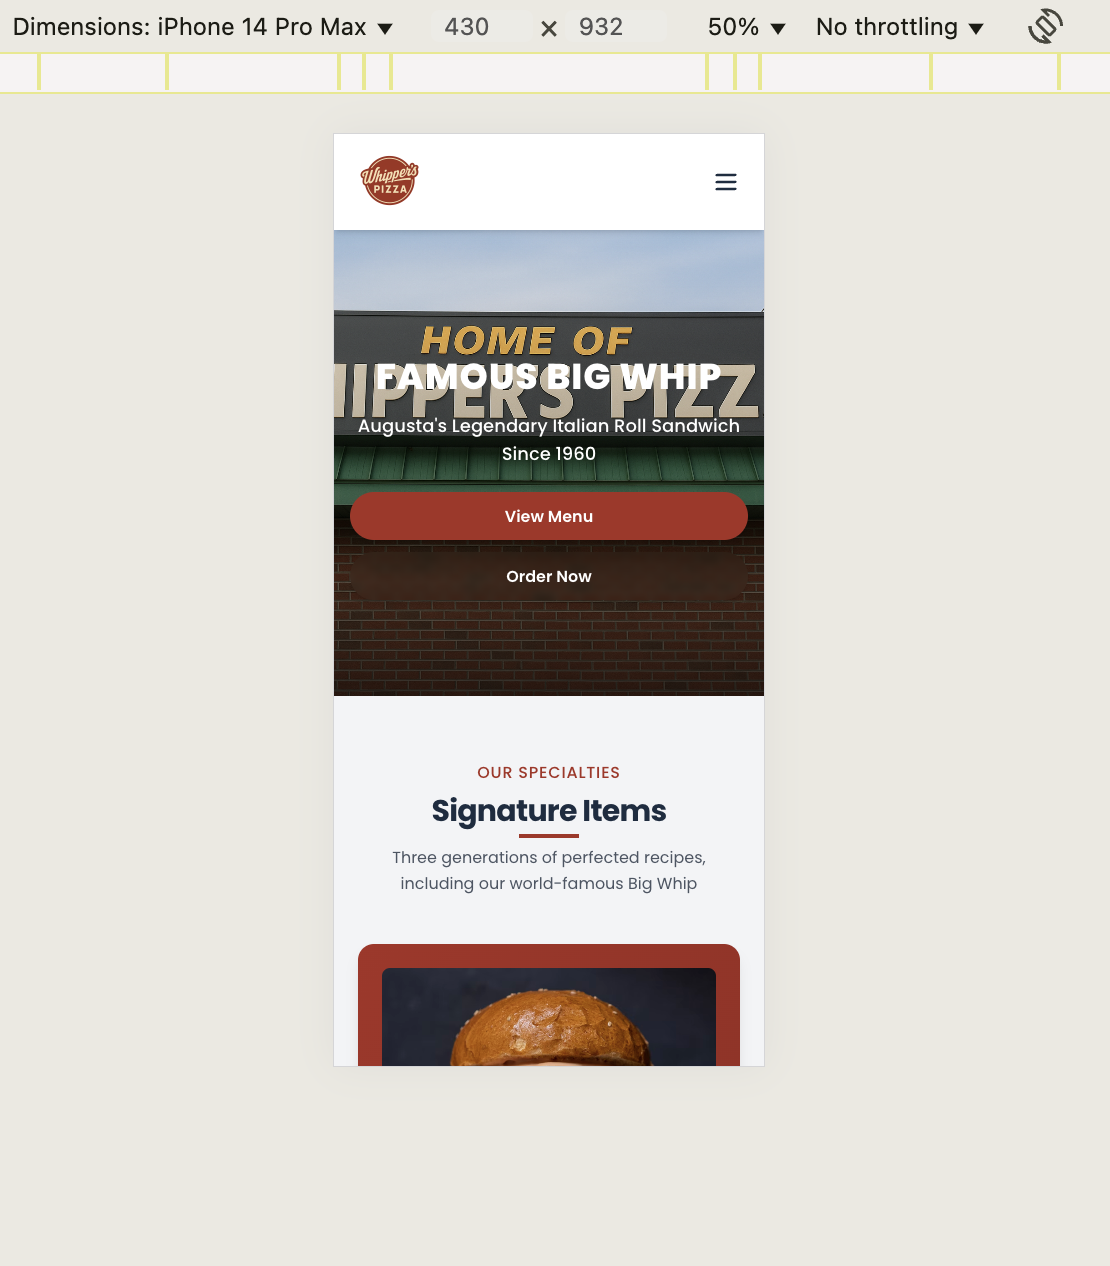 Dimensions: iPhone 14 Pro Max ▼ 430 × 932 50% ▼ No throttling ▼
Whipper's
PIZZA
HOME OF
HIPPER'S PIZZ
FAMOUS BIG WHIP
Augusta's Legendary Italian Roll Sandwich
Since 1960
View Menu
Order Now
OUR SPECIALTIES
Signature Items
Three generations of perfected recipes,
including our world-famous Big Whip